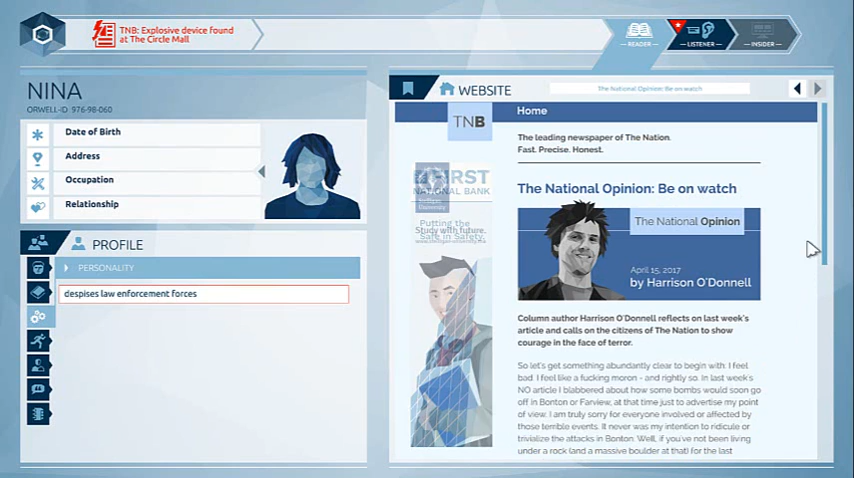 TNB: Explosive device found
at The Circle Mall
READER
LISTENER
INSIDER
NINA
ORWELL-ID 976-98-060
Date of Birth
Address
Occupation
Relationship
PROFILE
PERSONALITY
despises law enforcement forces
WEBSITE
The National Opinion: Be on watch
TNB
Home
The leading newspaper of The Nation.
Fast. Precise. Honest.
The National Opinion: Be on watch
The National Opinion
April 15, 2017
by Harrison O'Donnell
Column author Harrison O'Donnell reflects on last week's
article and calls on the citizens of The Nation to show
courage in the face of terror.
So let's get something abundantly clear to begin with: I feel
bad. I feel like a fucking moron - and rightly so. In last week's
NO article I blabbered about how some bombs would soon go
off in Bonton or Farview, at that time just to advertise my point
of view. I am truly sorry for everyone involved or affected by
those terrible events. It never was my intention to ridicule or
trivialize the attacks in Bonton. Well, if you've not been living
under a rock (and a massive boulder at that) for the last
NATIONAL BANK
Putting the
Study with future.
Safe in Safety.